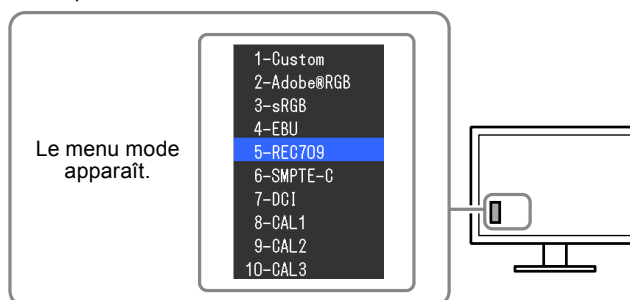 Le menu mode
apparaît.
1-Custom
2-Adobe®RGB
3-sRGB
4-EBU
5-REC709
6-SMPTE-C
7-DCI
8-CAL1
9-CAL2
10-CAL3